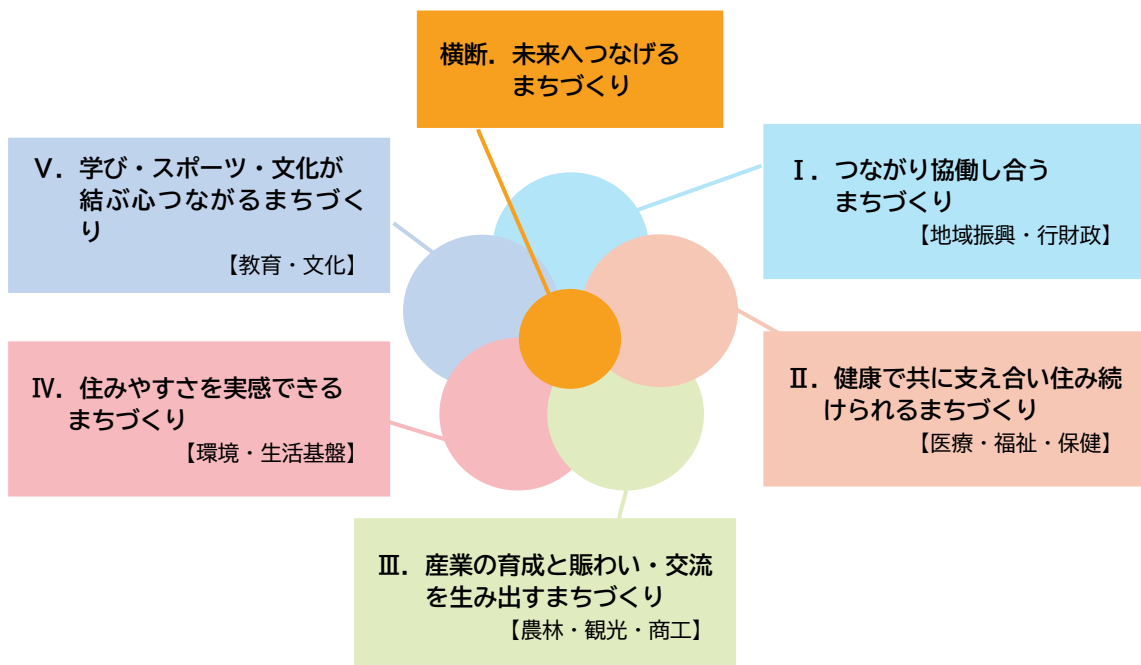 横断．未来へつなげる
まちづくり
Ⅰ．つながり協働し合う
まちづくり
【地域振興・行財政】
Ⅱ．健康で共に支え合い住み続
けられるまちづくり
【医療・福祉・保健】
Ⅲ．産業の育成と賑わい・交流
を生み出すまちづくり
【農林・観光・商工】
Ⅳ．住みやすさを実感できる
まちづくり
【環境・生活基盤】
Ⅴ．学び・スポーツ・文化が
結ぶ心つながるまちづく
り
【教育・文化】